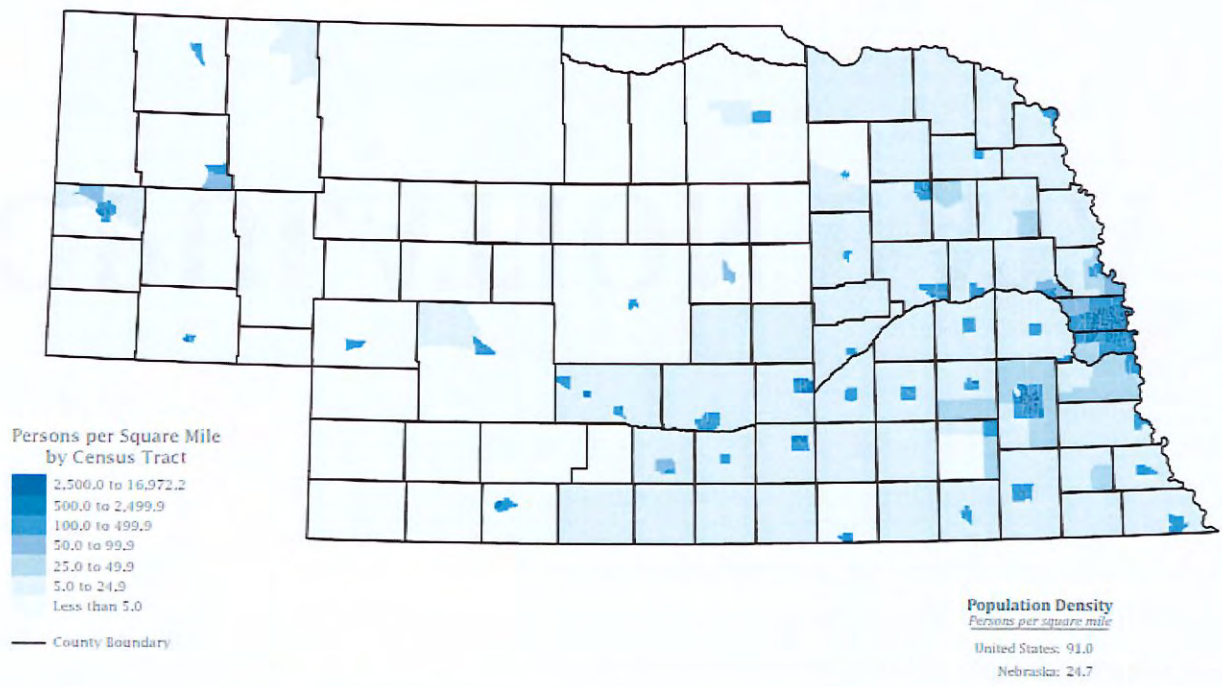 Persons per Square Mile
by Census Tract
2,500.0 to 16,972.2
500.0 to 2,499.9
100.0 to 499.9
50.0 to 99.9
25.0 to 49.9
5.0 to 24.9
Less than 5.0
County Boundary
Population Density
Persons per square mile
United States: 91.0
Nebraska: 24.7